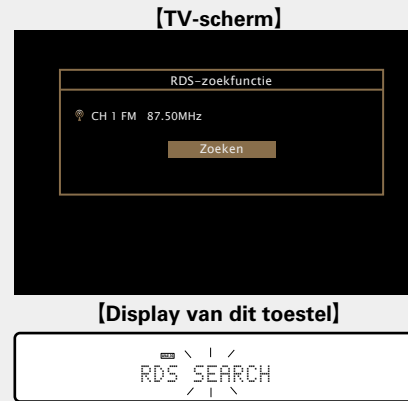 【TV-scherm】
RDS-zoekfunctie
CH 1 FM 87.50MHz
Zoeken
【Display van dit toestel】
RDS SEARCH